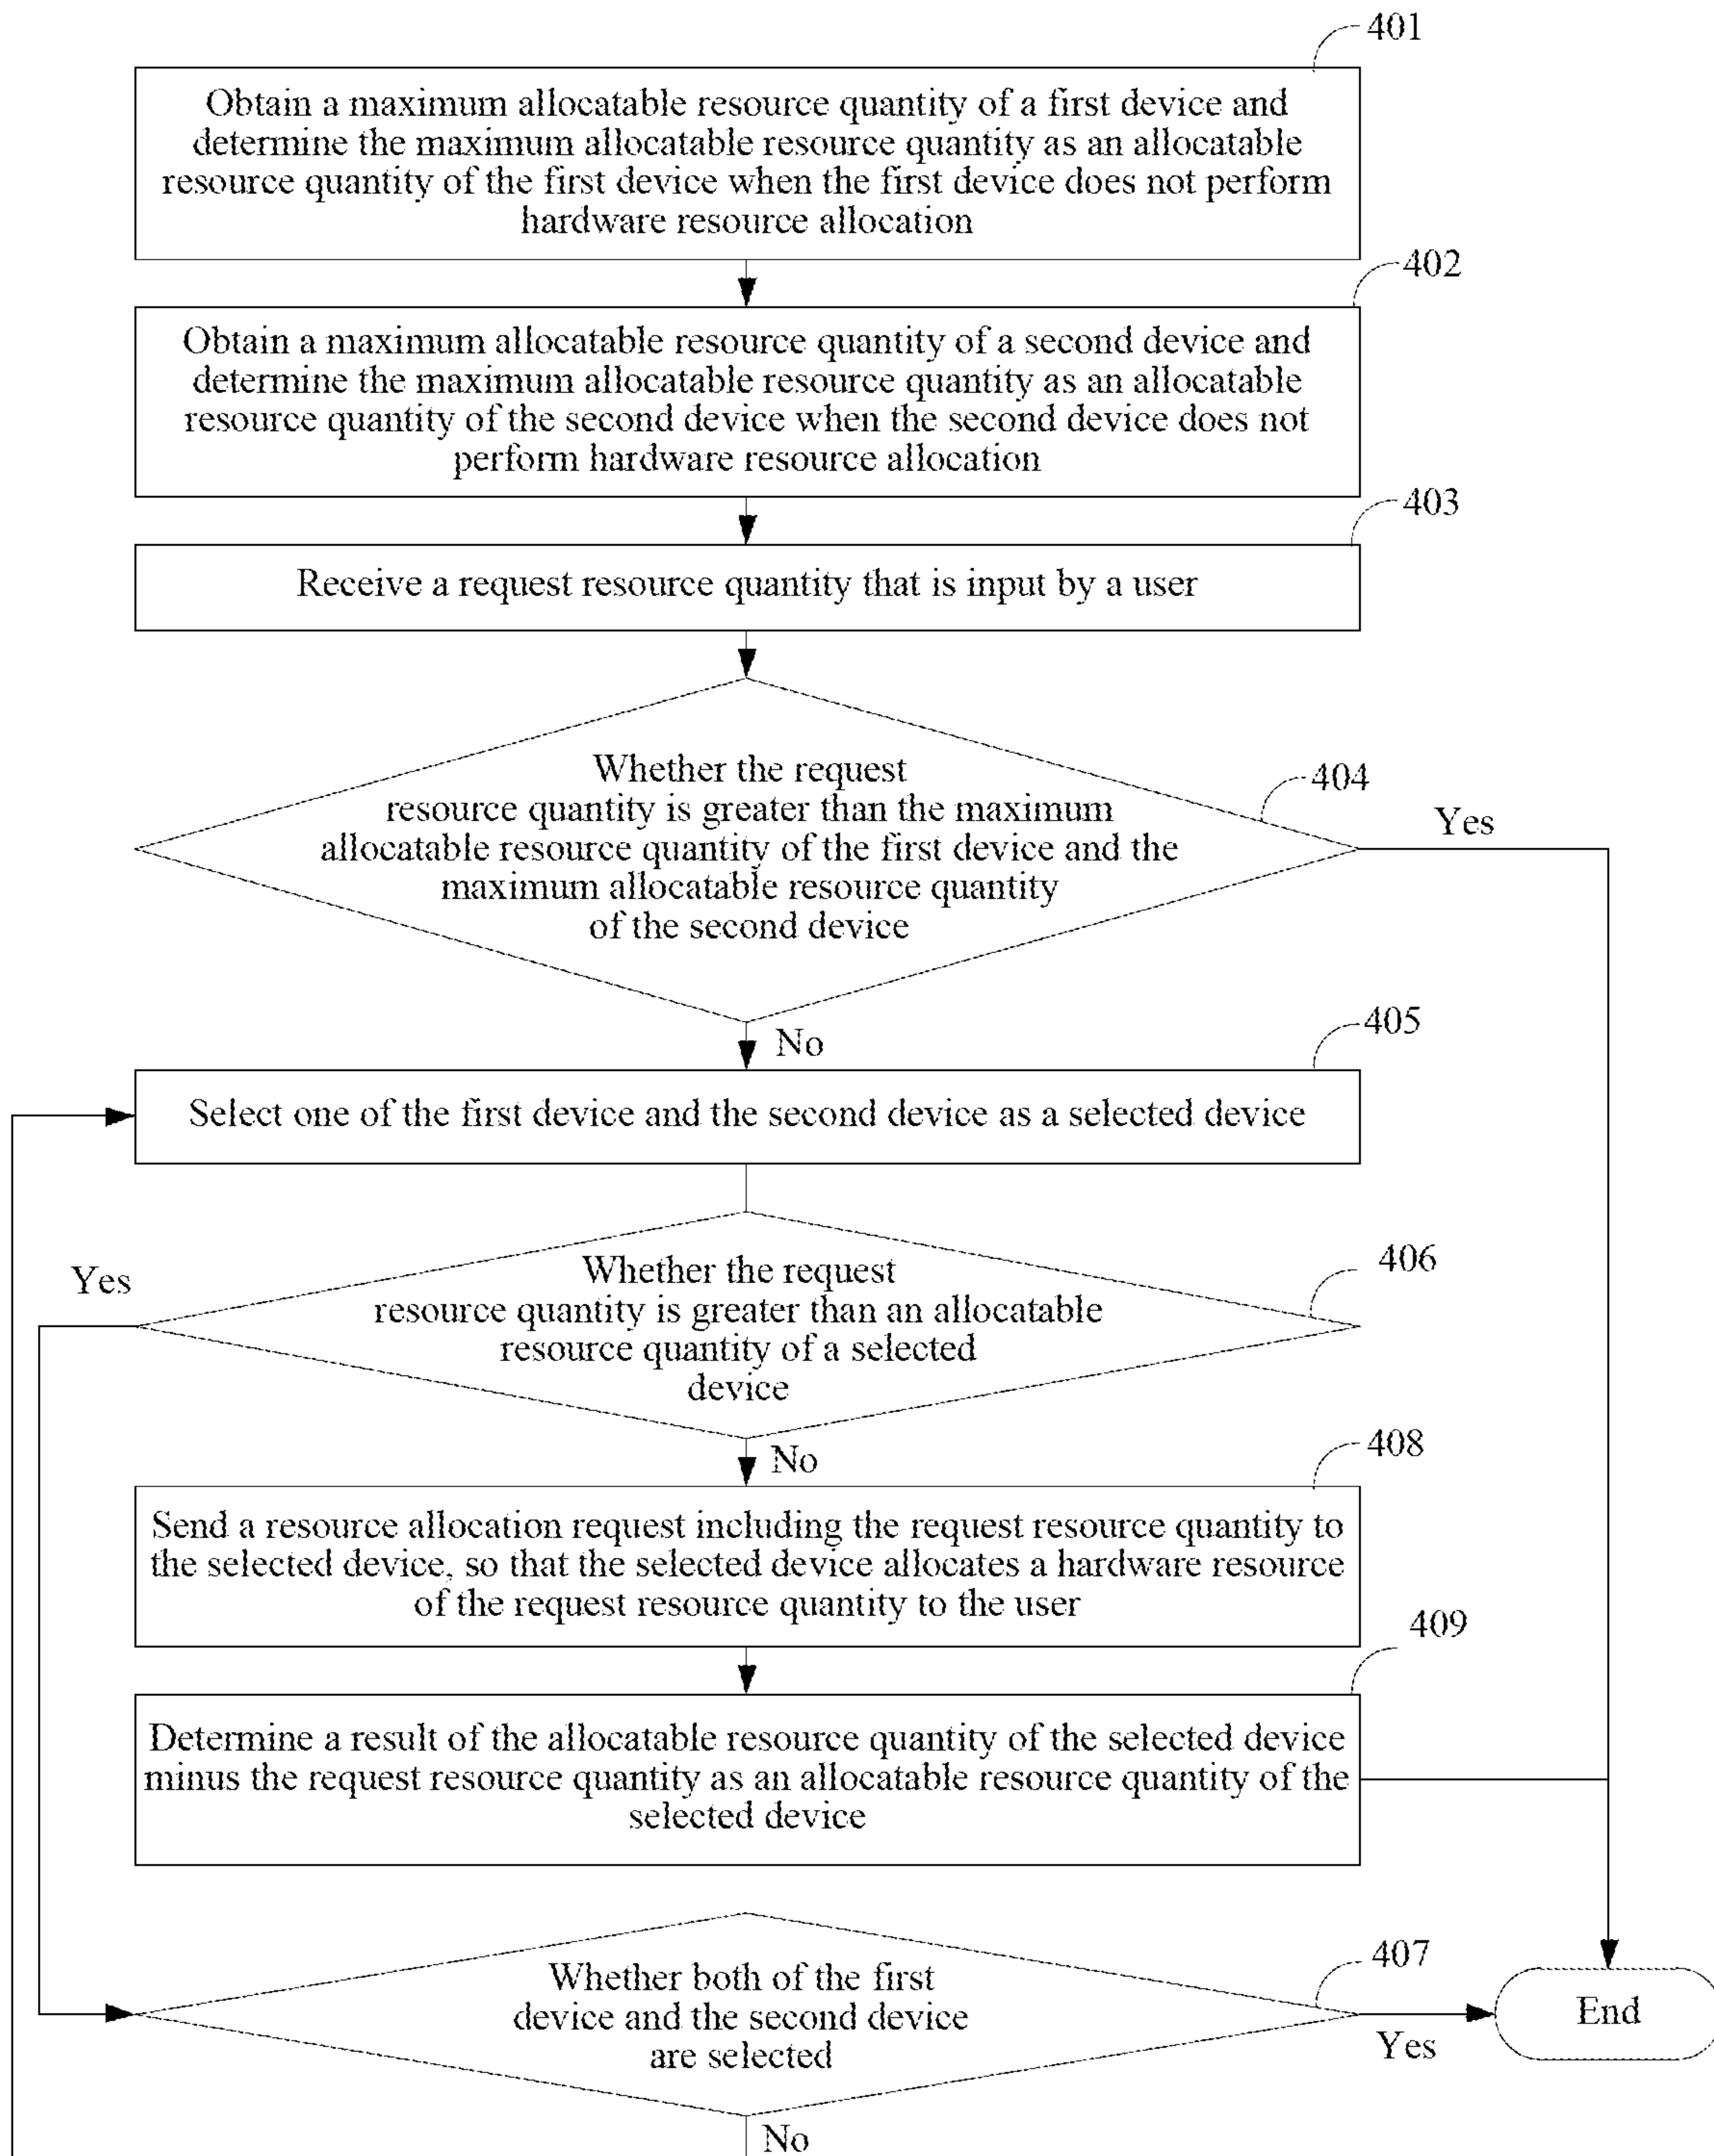 401
Obtain a maximum allocatable resource quantity of a first device and
determine the maximum allocatable resource quantity as an allocatable
resource quantity of the first device when the first device does not perform
hardware resource allocation
402
Obtain a maximum allocatable resource quantity of a second device and
determine the maximum allocatable resource quantity as an allocatable
resource quantity of the second device when the second device does not
perform hardware resource allocation
403
Receive a request resource quantity that is input by a user
404
Whether the request
resource quantity is greater than the maximum
allocatable resource quantity of the first device and the
maximum allocatable resource quantity
of the second device
Yes
No
405
Select one of the first device and the second device as a selected device
406
Yes
Whether the request
resource quantity is greater than an allocatable
resource quantity of a selected
device
No
408
Send a resource allocation request including the request resource quantity to
the selected device, so that the selected device allocates a hardware resource
of the request resource quantity to the user
409
Determine a result of the allocatable resource quantity of the selected device
minus the request resource quantity as an allocatable resource quantity of the
selected device
407
Whether both of the first
device and the second device
are selected
Yes
End
No